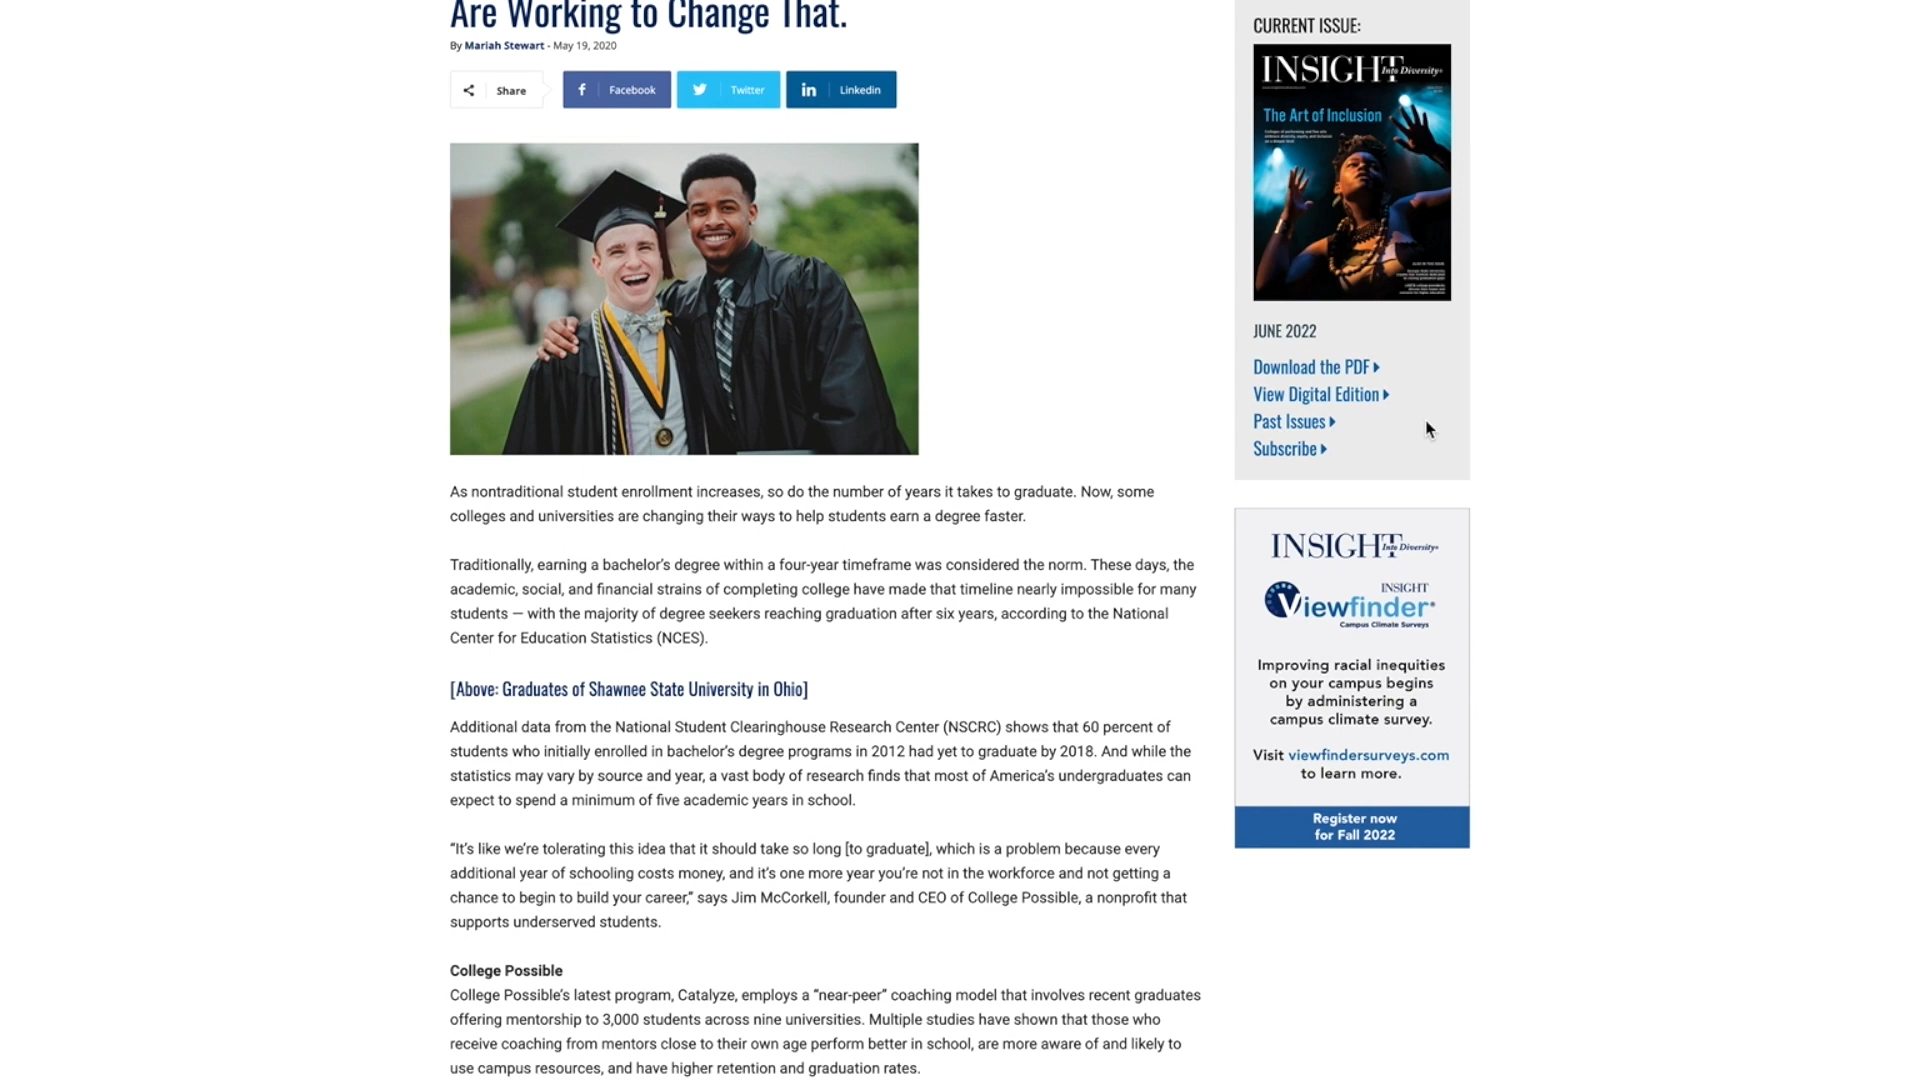 Are Working to Change That.
By Mariah Stewart - May 19, 2020
Share
Facebook
Twitter
Linkedin
As nontraditional student enrollment increases, so do the number of years it takes to graduate. Now, some
colleges and universities are changing their ways to help students earn a degree faster.
Traditionally, earning a bachelor’s degree within a four-year timeframe was considered the norm. These days, the
academic, social, and financial strains of completing college have made that timeline nearly impossible for many
students — with the majority of degree seekers reaching graduation after six years, according to the National
Center for Education Statistics (NCES).
[Above: Graduates of Shawnee State University in Ohio]
Additional data from the National Student Clearinghouse Research Center (NSCRC) shows that 60 percent of
students who initially enrolled in bachelor’s degree programs in 2012 had yet to graduate by 2018. And while the
statistics may vary by source and year, a vast body of research finds that most of America’s undergraduates can
expect to spend a minimum of five academic years in school.
“It’s like we’re tolerating this idea that it should take so long [to graduate], which is a problem because every
additional year of schooling costs money, and it’s one more year you’re not in the workforce and not getting a
chance to begin to build your career,” says Jim McCorkell, founder and CEO of College Possible, a nonprofit that
supports underserved students.
College Possible
College Possible’s latest program, Catalyze, employs a “near-peer” coaching model that involves recent graduates
offering mentorship to 3,000 students across nine universities. Multiple studies have shown that those who
receive coaching from mentors close to their own age perform better in school, are more aware of and likely to
use campus resources, and have higher retention and graduation rates.
CURRENT ISSUE:
INSIGHT Into Diversity
The Art of Inclusion
JUNE 2022
Download the PDF
View Digital Edition
Past Issues
Subscribe
INSIGHT Into Diversity
INSIGHT
Viewfinder®
Campus Climate Surveys
Improving racial inequities
on your campus begins
by administering a
campus climate survey.
Visit viewfindersurveys.com
to learn more.
Register now
for Fall 2022